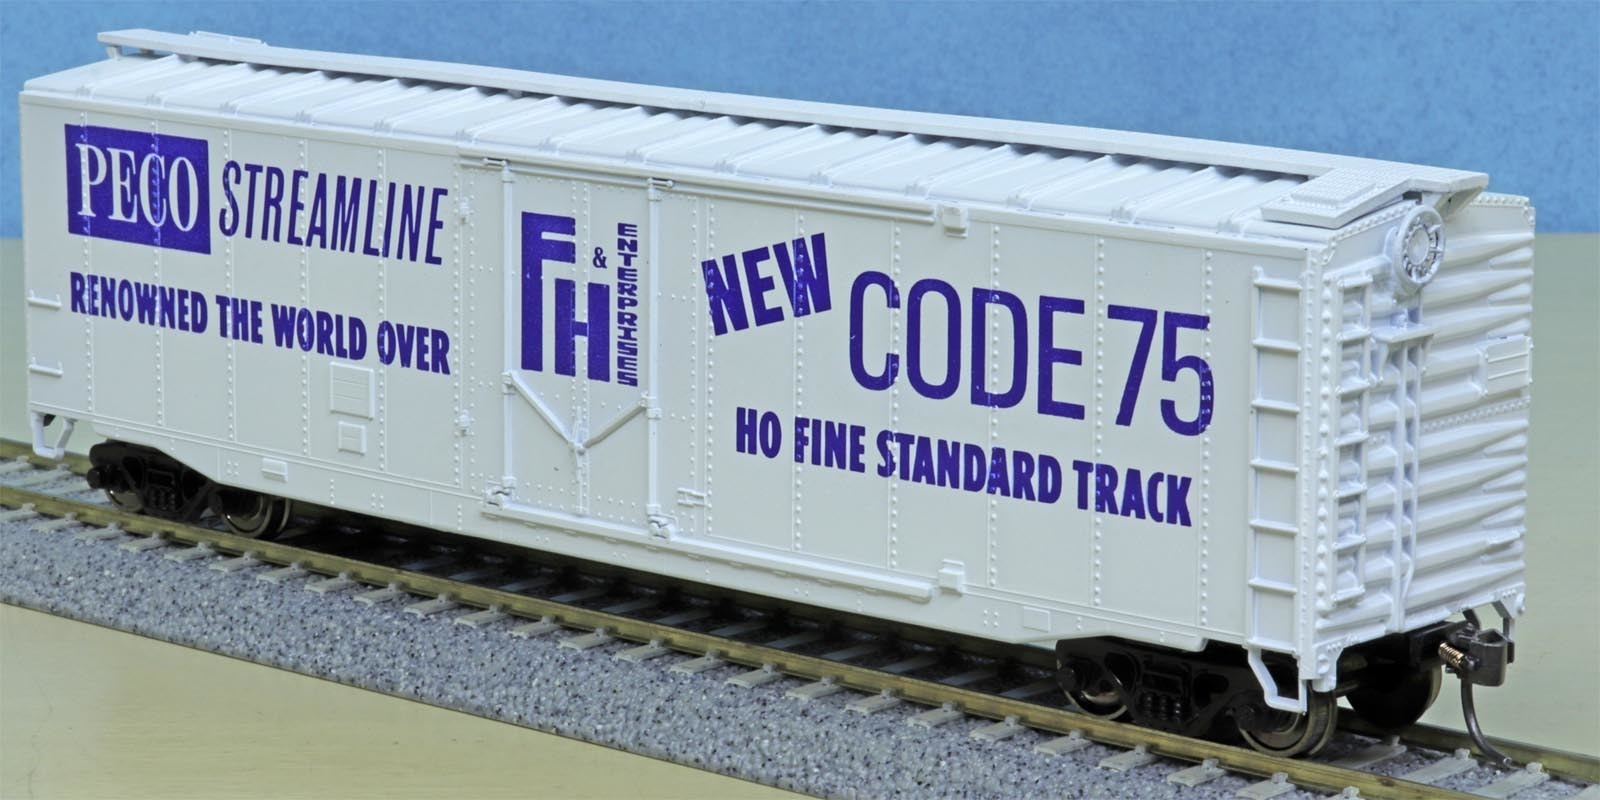 PECO STREAMLINE
RENOWNED THE WORLD OVER
F & H
ENTERPRISES
NEW CODE 75
HO FINE STANDARD TRACK